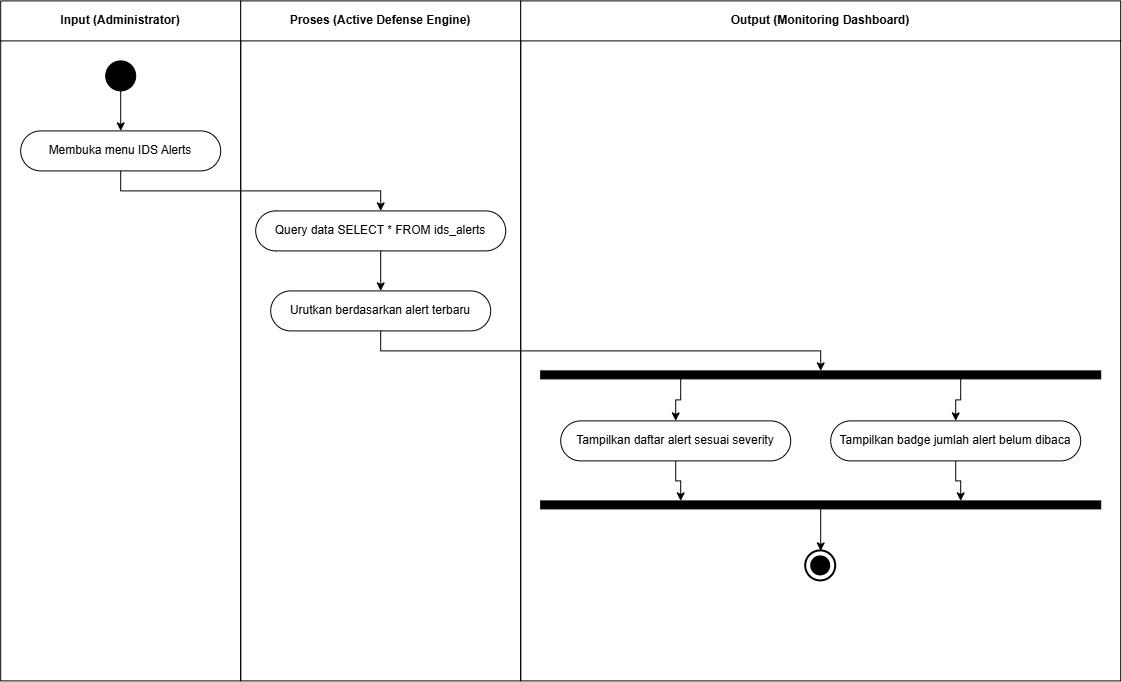 Input (Administrator)
Proses (Active Defense Engine)
Output (Monitoring Dashboard)
Membuka menu IDS Alerts
Query data SELECT * FROM ids_alerts
Urutkan berdasarkan alert terbaru
Tampilkan daftar alert sesuai severity
Tampilkan badge jumlah alert belum dibaca